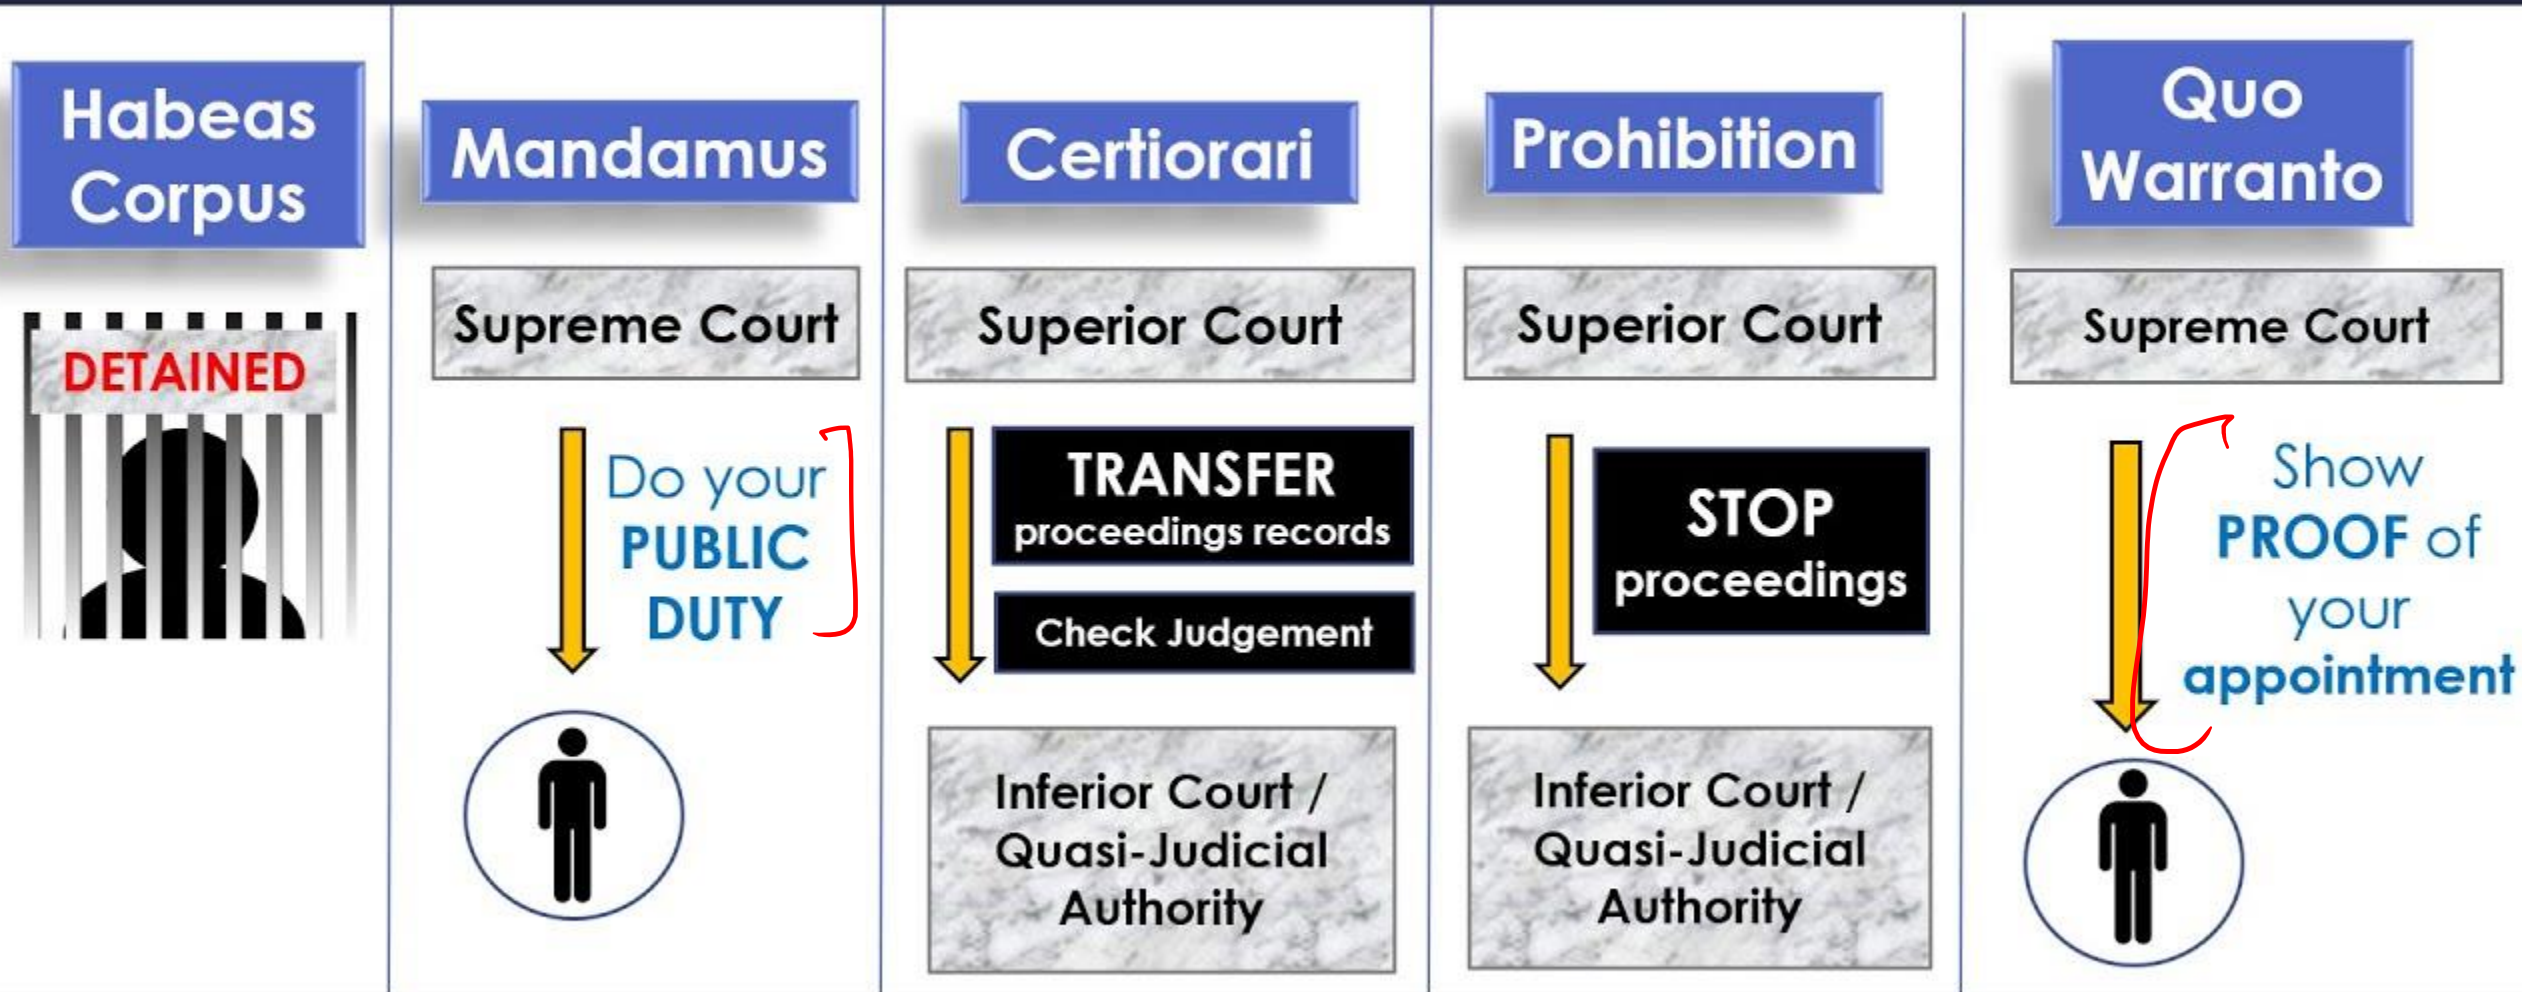 Habeas
Corpus
DETAINED
Mandamus
Supreme Court
Do your
PUBLIC
DUTY
Certiorari
Superior Court
TRANSFER
proceedings records
Check Judgement
Inferior Court /
Quasi-Judicial
Authority
Prohibition
Superior Court
STOP
proceedings
Inferior Court /
Quasi-Judicial
Authority
Quo
Warranto
Supreme Court
Show
PROOF of
your
appointment